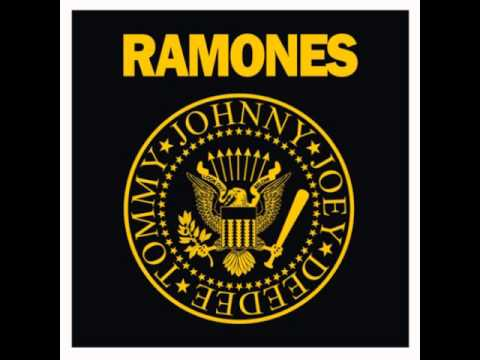 RAMONES
JOHNNY ★ JOEY ★ DEEDEE ★ TOMMY ★